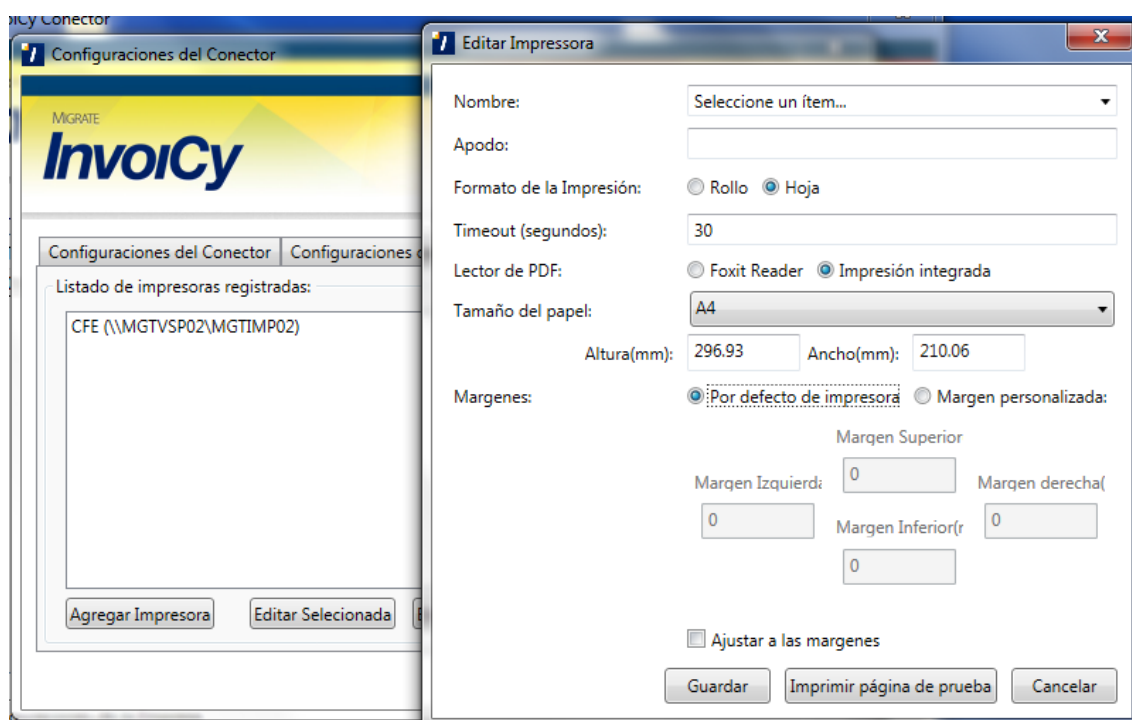 Cy Conector
Configuraciones del Conector
MIGRATE
InvoiCy
Configuraciones del Conector
Configuraciones
Listado de impresoras registradas:
CFE (\\MGTVSP02\MGTIMP02)
Agregar Impresora
Editar Selecionada
Editar Impressora
Nombre:
Seleccione un ítem...
Apodo:
Formato de la Impresión:
Rollo
Hoja
Timeout (segundos):
30
Lector de PDF:
Foxit Reader
Impresión integrada
Tamaño del papel:
A4
Altura(mm):
296.93
Ancho(mm):
210.06
Margenes:
Por defecto de impresora
Margen personalizada:
Margen Superior
0
Margen Izquierda
0
Margen derecha(
0
Margen Inferior(
0
Ajustar a las margenes
Guardar
Imprimir página de prueba
Cancelar